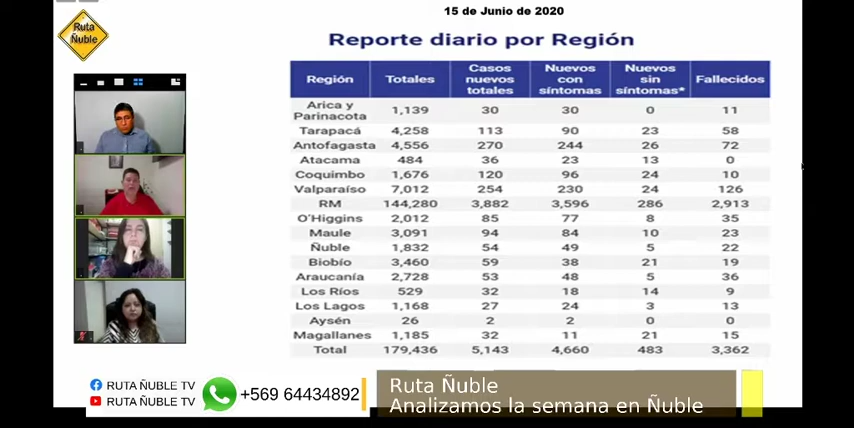 15 de Junio de 2020
Ruta
Ñuble
Reporte diario por Región
Región Totales Casos nuevos totales Nuevos con síntomas Nuevos sin síntomas* Fallecidos
Arica y Parinacota 1,139 30 30 0 11
Tarapacá 4,258 113 90 23 58
Antofagasta 4,556 270 244 26 72
Atacama 484 36 23 13 0
Coquimbo 1,676 120 96 24 10
Valparaíso 7,012 254 230 24 126
RM 144,280 3,882 3,596 286 2,913
O'Higgins 2,012 85 77 8 35
Maule 3,091 94 84 10 23
Ñuble 1,832 54 49 5 22
Biobío 3,460 59 38 21 19
Araucanía 2,728 53 48 5 36
Los Ríos 529 32 18 14 9
Los Lagos 1,168 27 24 3 13
Aysén 26 2 2 0 0
Magallanes 1,185 32 11 21 15
Total 179,436 5,143 4,660 483 3,362
RUTA ÑUBLE TV
RUTA ÑUBLE TV
+569 64434892
Ruta Ñuble
Analizamos la semana en Ñuble